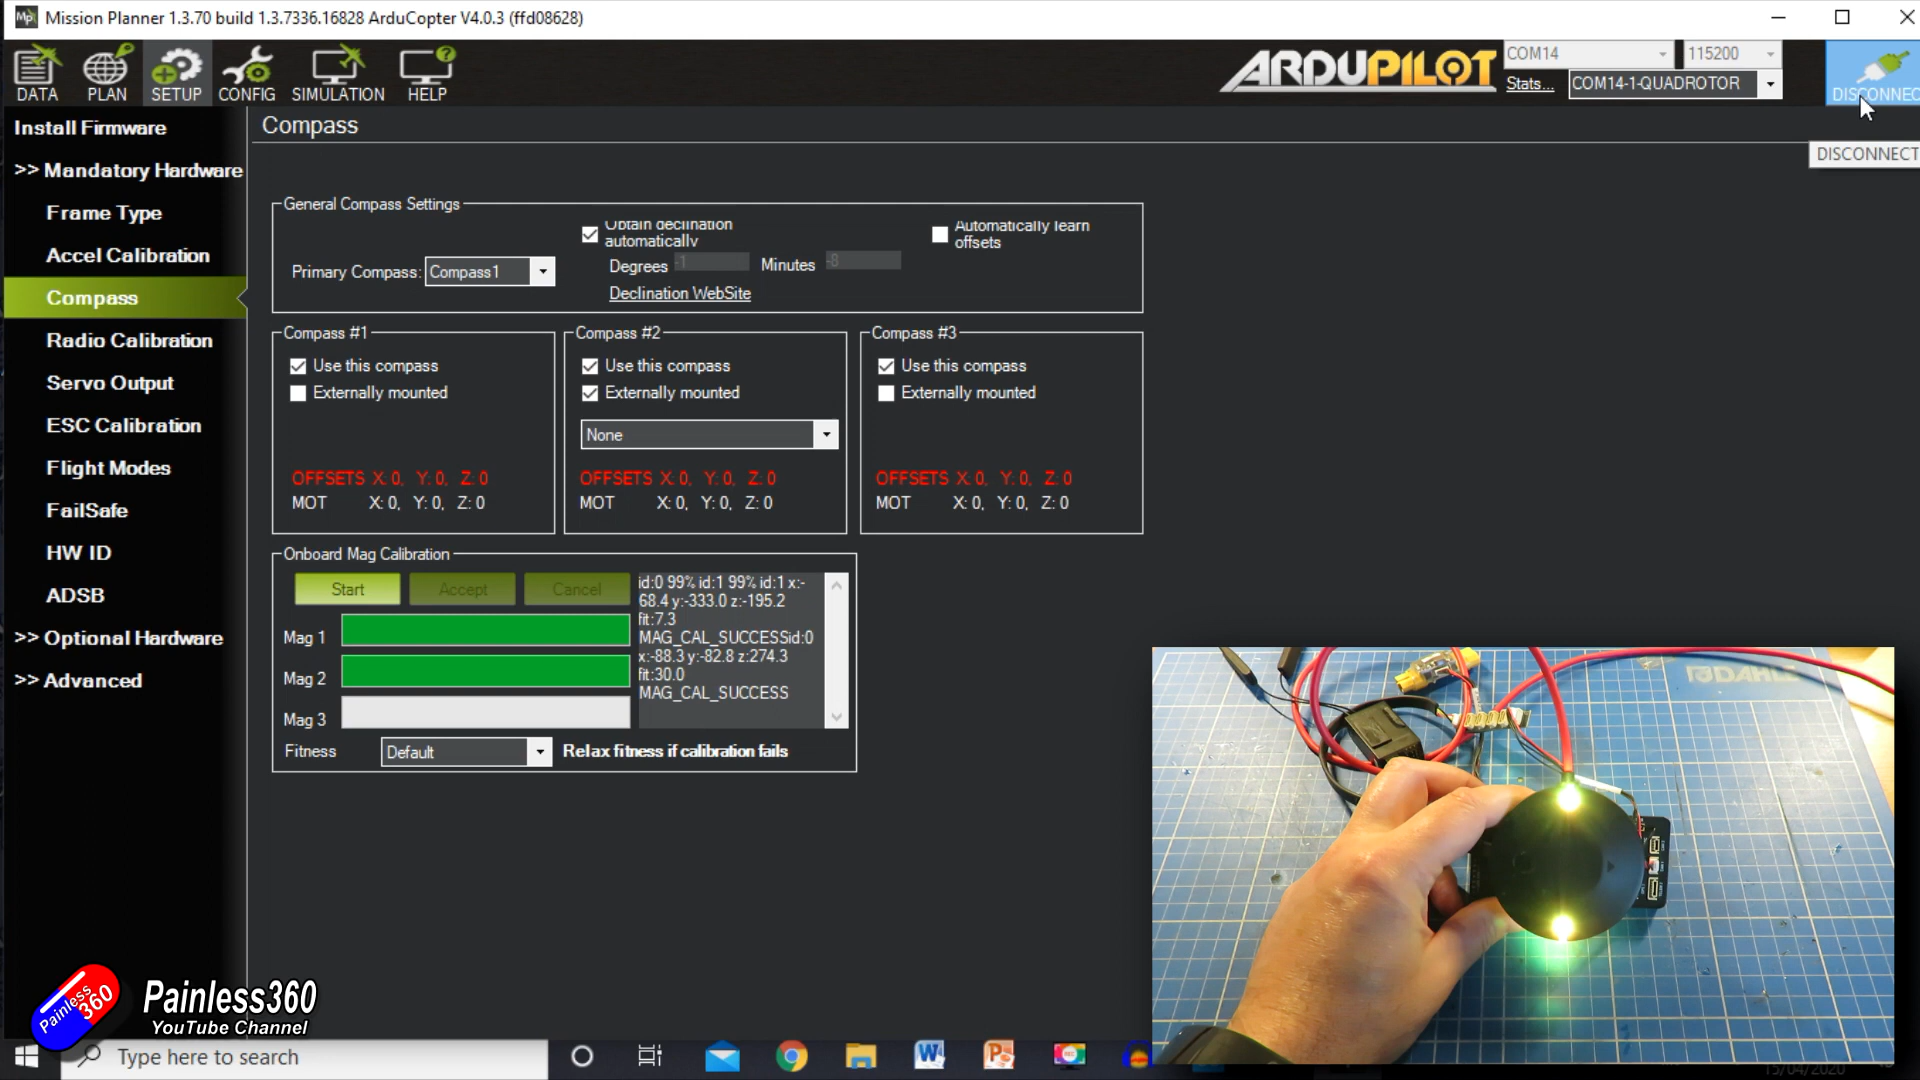 Mission Planner 1.3.70 build 1.3.7336.16828 ArduCopter V4.0.3 (ffd08628)
DATA
PLAN
SETUP
CONFIG
SIMULATION
HELP
ARDUPILOT
COM14
115200
Stats...
COM14-1-QUADROTOR
DISCONNEC
DISCONNECT
Install Firmware
>> Mandatory Hardware
Frame Type
Accel Calibration
Compass
Radio Calibration
Servo Output
ESC Calibration
Flight Modes
FailSafe
HW ID
ADSB
>> Optional Hardware
>> Advanced
Compass
General Compass Settings
Primary Compass:
Compass1
Obtain declination
automatically
Degrees
-1
Minutes
-8
Declination WebSite
Automatically learn
offsets
Compass #1
Use this compass
Externally mounted
OFFSETS X: 0, Y: 0, Z: 0
MOT X: 0, Y: 0, Z: 0
Compass #2
Use this compass
Externally mounted
None
OFFSETS X: 0, Y: 0, Z: 0
MOT X: 0, Y: 0, Z: 0
Compass #3
Use this compass
Externally mounted
OFFSETS X: 0, Y: 0, Z: 0
MOT X: 0, Y: 0, Z: 0
Onboard Mag Calibration
Start
Accept
Cancel
Mag 1
Mag 2
Mag 3
id:0 99% id:1 99% id:1 x:-
68.4 y:-333.0 z:-195.2
fit:7.3
MAG_CAL_SUCCESSid:0
x:-88.3 y:-82.8 z:274.3
fit:30.0
MAG_CAL_SUCCESS
Fitness
Default
Relax fitness if calibration fails
DAHLE
Painless
360
Painless360
YouTube Channel
Type here to search
15/04/2020